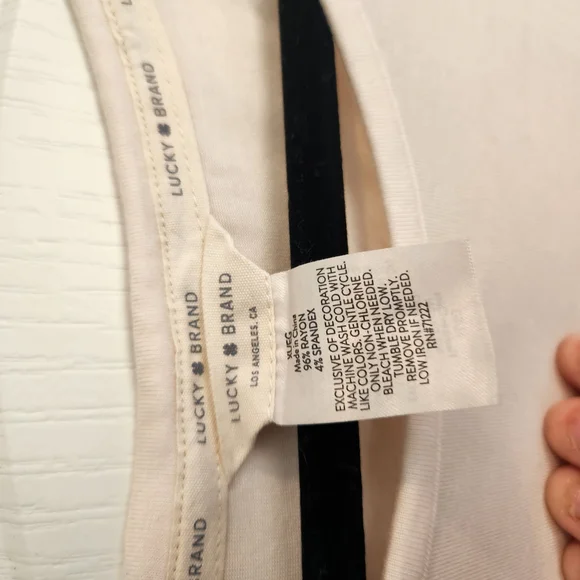 LUCKY BRAND
LUCKY BRAND
LUCKY BRAND
LOS ANGELES, CA
LUCKY BRAND
XL/EG
Made in China
96% RAYON
4% SPANDEX
EXCLUSIVE OF DECORATION
MACHINE WASH COLD WITH
LIKE COLORS. GENTLE CYCLE.
ONLY NON-CHLORINE
BLEACH WHEN NEEDED.
TUMBLE DRY LOW.
REMOVE PROMPTLY.
LOW IRON IF NEEDED.
RN#71222